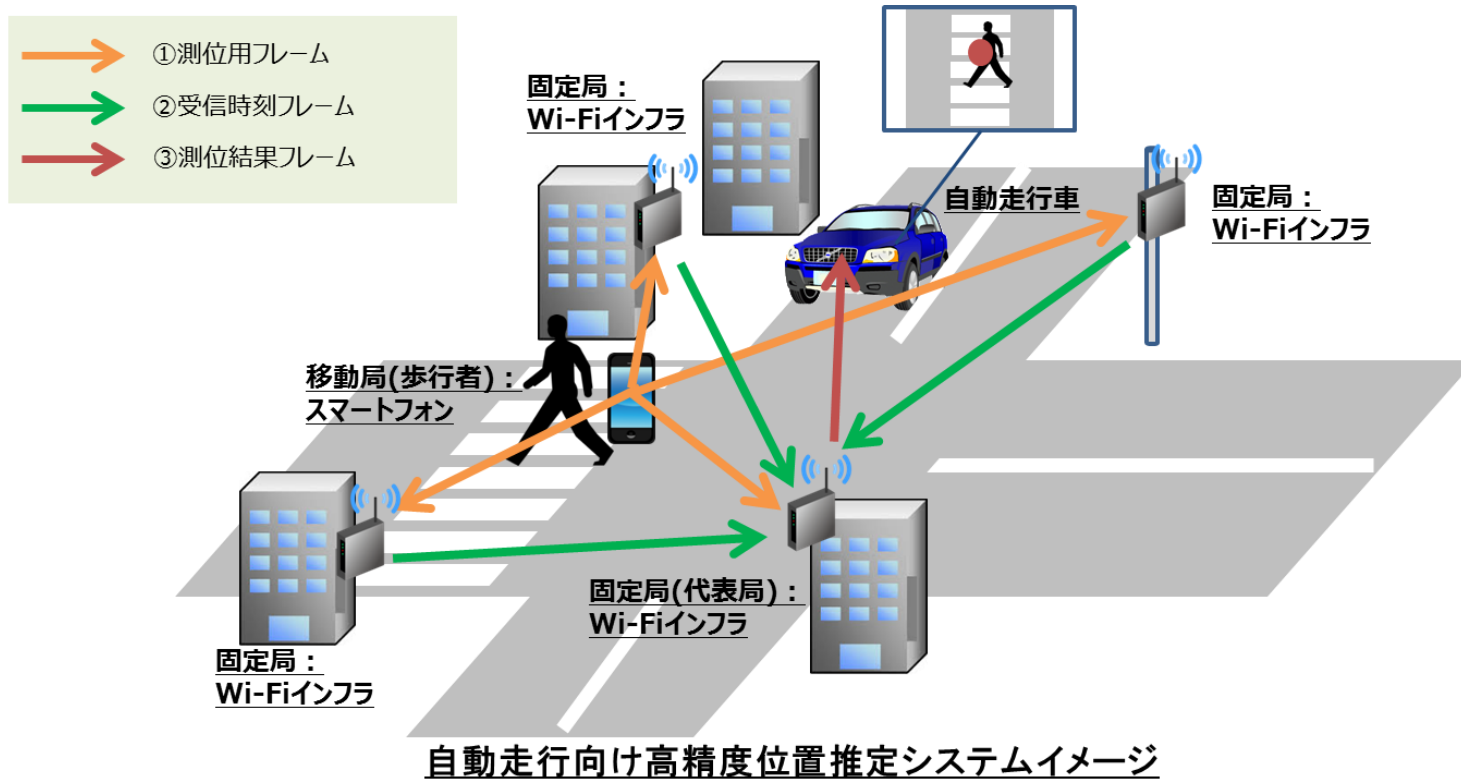 ①測位用フレーム
②受信時刻フレーム
③測位結果フレーム
固定局：
Wi-Fiインフラ
自動走行車
固定局：
Wi-Fiインフラ
移動局(歩行者)：
スマートフォン
固定局(代表局)：
Wi-Fiインフラ
固定局：
Wi-Fiインフラ
自動走行向け高精度位置推定システムイメージ